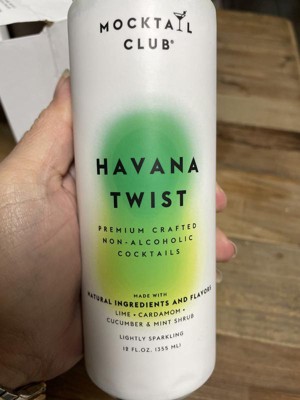 MOCKTAIL
CLUB®
HAVANA
TWIST
PREMIUM CRAFTED
NON-ALCOHOLIC
COCKTAILS
MADE WITH
NATURAL INGREDIENTS AND FLAVORS
LIME • CARDAMOM •
CUCUMBER & MINT SHRUB
LIGHTLY SPARKLING
12 FL.OZ. (355 ML)